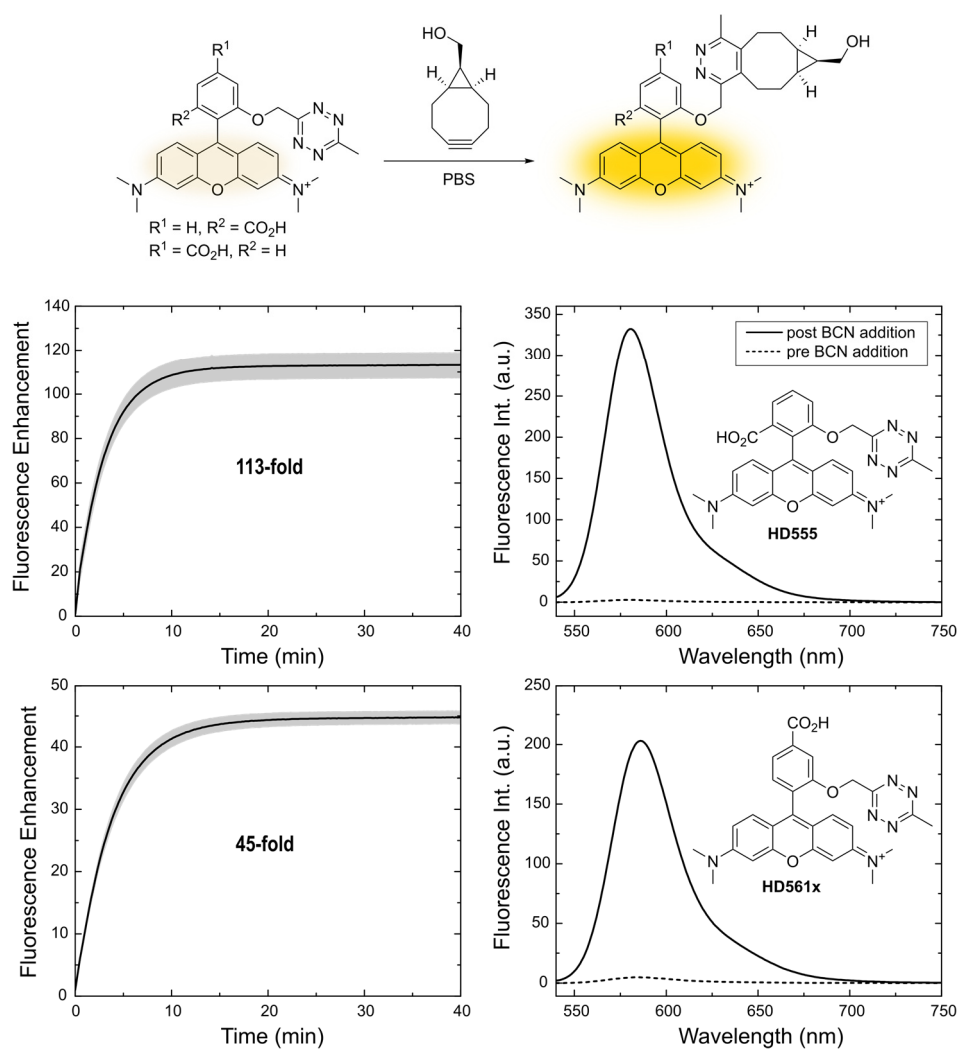 R1
R2
O
N
N
N
N
N
O
N+
R1 = H, R2 = CO2H
R1 = CO2H, R2 = H
HO
H
H
PBS
R1
R2
O
N
N
H
H
OH
N
O
N+
140
120
100
80
60
40
20
0
0
10
20
30
40
Fluorescence Enhancement
Time (min)
113-fold
350
300
250
200
150
100
50
0
550
600
650
700
750
Fluorescence Int. (a.u.)
Wavelength (nm)
post BCN addition
pre BCN addition
HO2C
O
N
N
N
N
N
O
N+
HD555
50
40
30
20
10
0
0
10
20
30
40
Fluorescence Enhancement
Time (min)
45-fold
250
200
150
100
50
0
550
600
650
700
750
Fluorescence Int. (a.u.)
Wavelength (nm)
CO2H
O
N
N
N
N
N
O
N+
HD561x